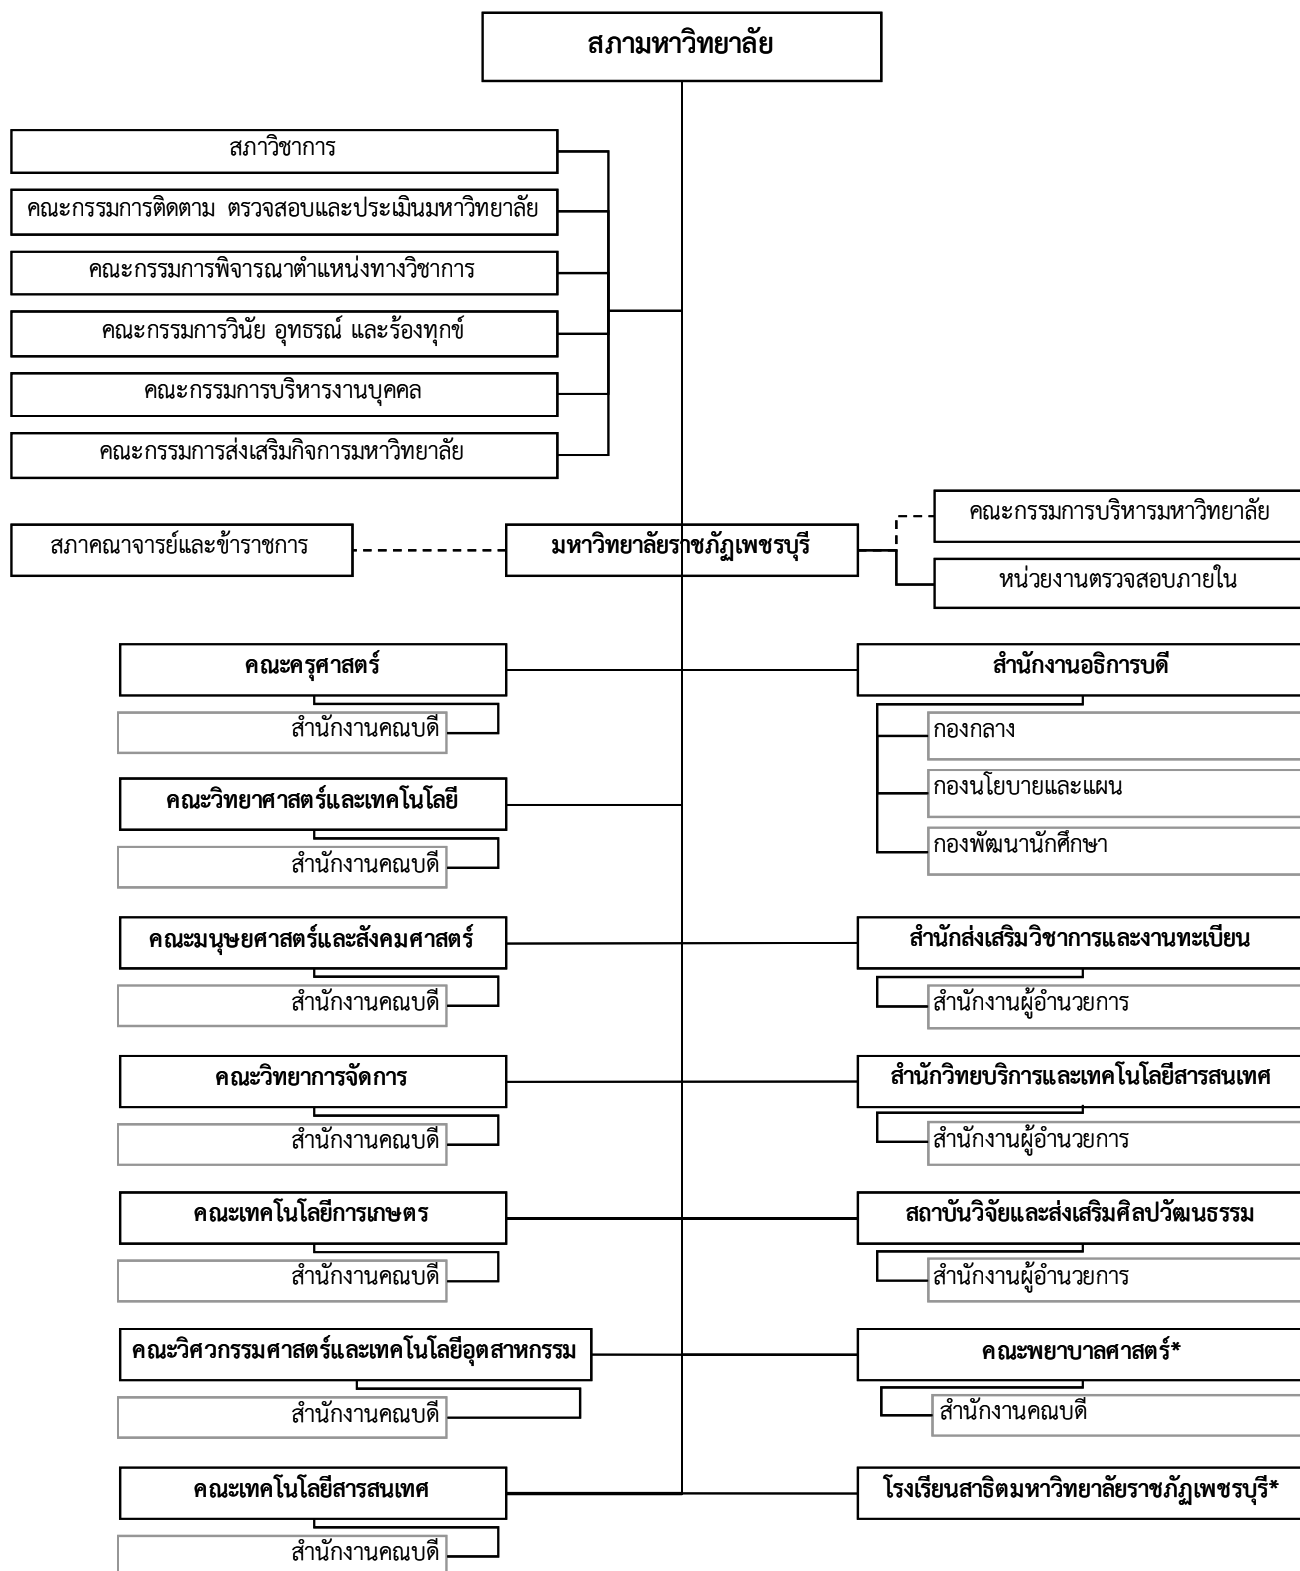 สภามหาวิทยาลัย
สภาวิชาการ
คณะกรรมการติดตาม ตรวจสอบและประเมินมหาวิทยาลัย
คณะกรรมการพิจารณาตำแหน่งทางวิชาการ
คณะกรรมการวินัย อุทธรณ์ และร้องทุกข์
คณะกรรมการบริหารงานบุคคล
คณะกรรมการส่งเสริมกิจการมหาวิทยาลัย
คณะกรรมการบริหารมหาวิทยาลัย
สภาคณาจารย์และข้าราชการ
มหาวิทยาลัยราชภัฏเพชรบุรี
หน่วยงานตรวจสอบภายใน
คณะครุศาสตร์
สำนักงานคณบดี
คณะวิทยาศาสตร์และเทคโนโลยี
สำนักงานคณบดี
คณะมนุษยศาสตร์และสังคมศาสตร์
สำนักงานคณบดี
คณะวิทยาการจัดการ
สำนักงานคณบดี
คณะเทคโนโลยีการเกษตร
สำนักงานคณบดี
คณะวิศวกรรมศาสตร์และเทคโนโลยีอุตสาหกรรม
สำนักงานคณบดี
คณะเทคโนโลยีสารสนเทศ
สำนักงานคณบดี
สำนักงานอธิการบดี
กองกลาง
กองนโยบายและแผน
กองพัฒนานักศึกษา
สำนักส่งเสริมวิชาการและงานทะเบียน
สำนักงานผู้อำนวยการ
สำนักวิทยบริการและเทคโนโลยีสารสนเทศ
สำนักงานผู้อำนวยการ
สถาบันวิจัยและส่งเสริมศิลปวัฒนธรรม
สำนักงานผู้อำนวยการ
คณะพยาบาลศาสตร์*
สำนักงานคณบดี
โรงเรียนสาธิตมหาวิทยาลัยราชภัฏเพชรบุรี*